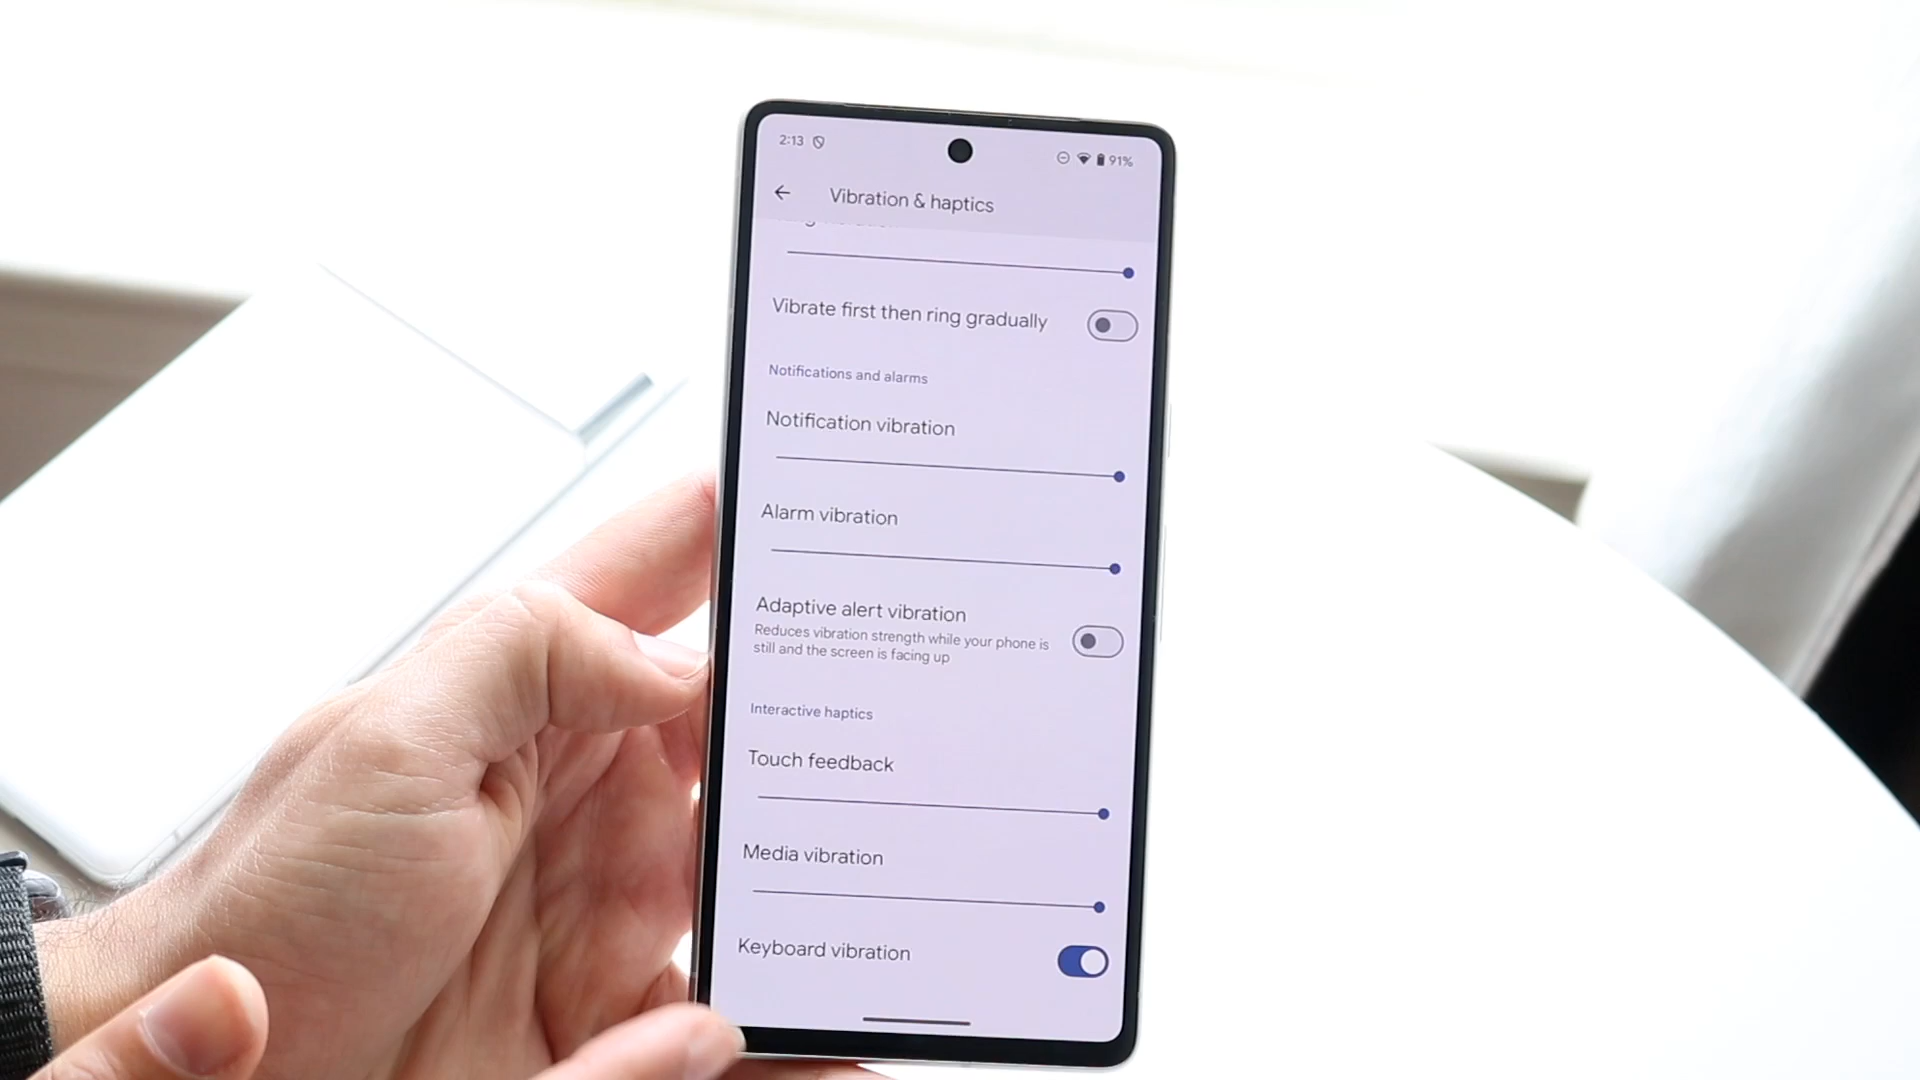 2:13
91%
Vibration & haptics
Vibrate first then ring gradually
Notifications and alarms
Notification vibration
Alarm vibration
Adaptive alert vibration
Reduces vibration strength while your phone is
still and the screen is facing up
Interactive haptics
Touch feedback
Media vibration
Keyboard vibration